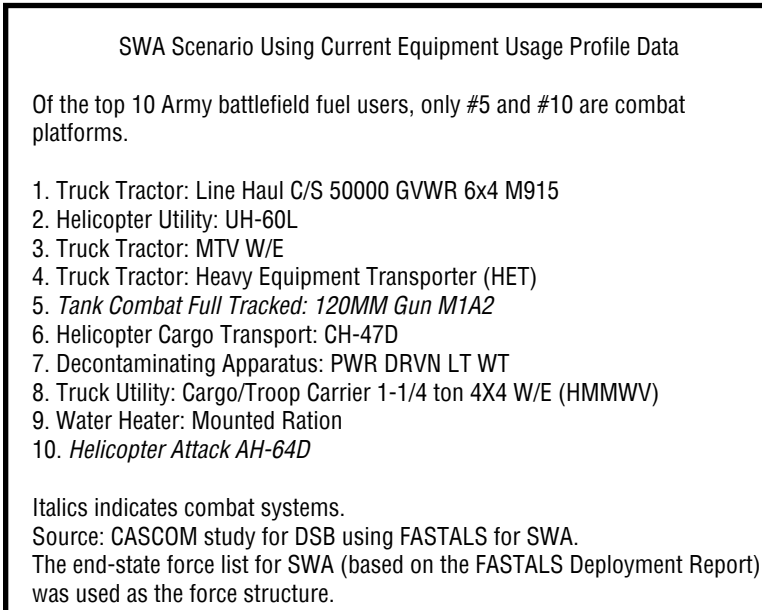 SWA Scenario Using Current Equipment Usage Profile Data
Of the top 10 Army battlefield fuel users, only #5 and #10 are combat
platforms.
1. Truck Tractor: Line Haul C/S 50000 GVWR 6x4 M915
2. Helicopter Utility: UH-60L
3. Truck Tractor: MTV W/E
4. Truck Tractor: Heavy Equipment Transporter (HET)
5. Tank Combat Full Tracked: 120MM Gun M1A2
6. Helicopter Cargo Transport: CH-47D
7. Decontaminating Apparatus: PWR DRVN LT WT
8. Truck Utility: Cargo/Troop Carrier 1-1/4 ton 4X4 W/E (HMMWV)
9. Water Heater: Mounted Ration
10. Helicopter Attack AH-64D
Italics indicates combat systems.
Source: CASCOM study for DSB using FASTALS for SWA.
The end-state force list for SWA (based on the FASTALS Deployment Report)
was used as the force structure.